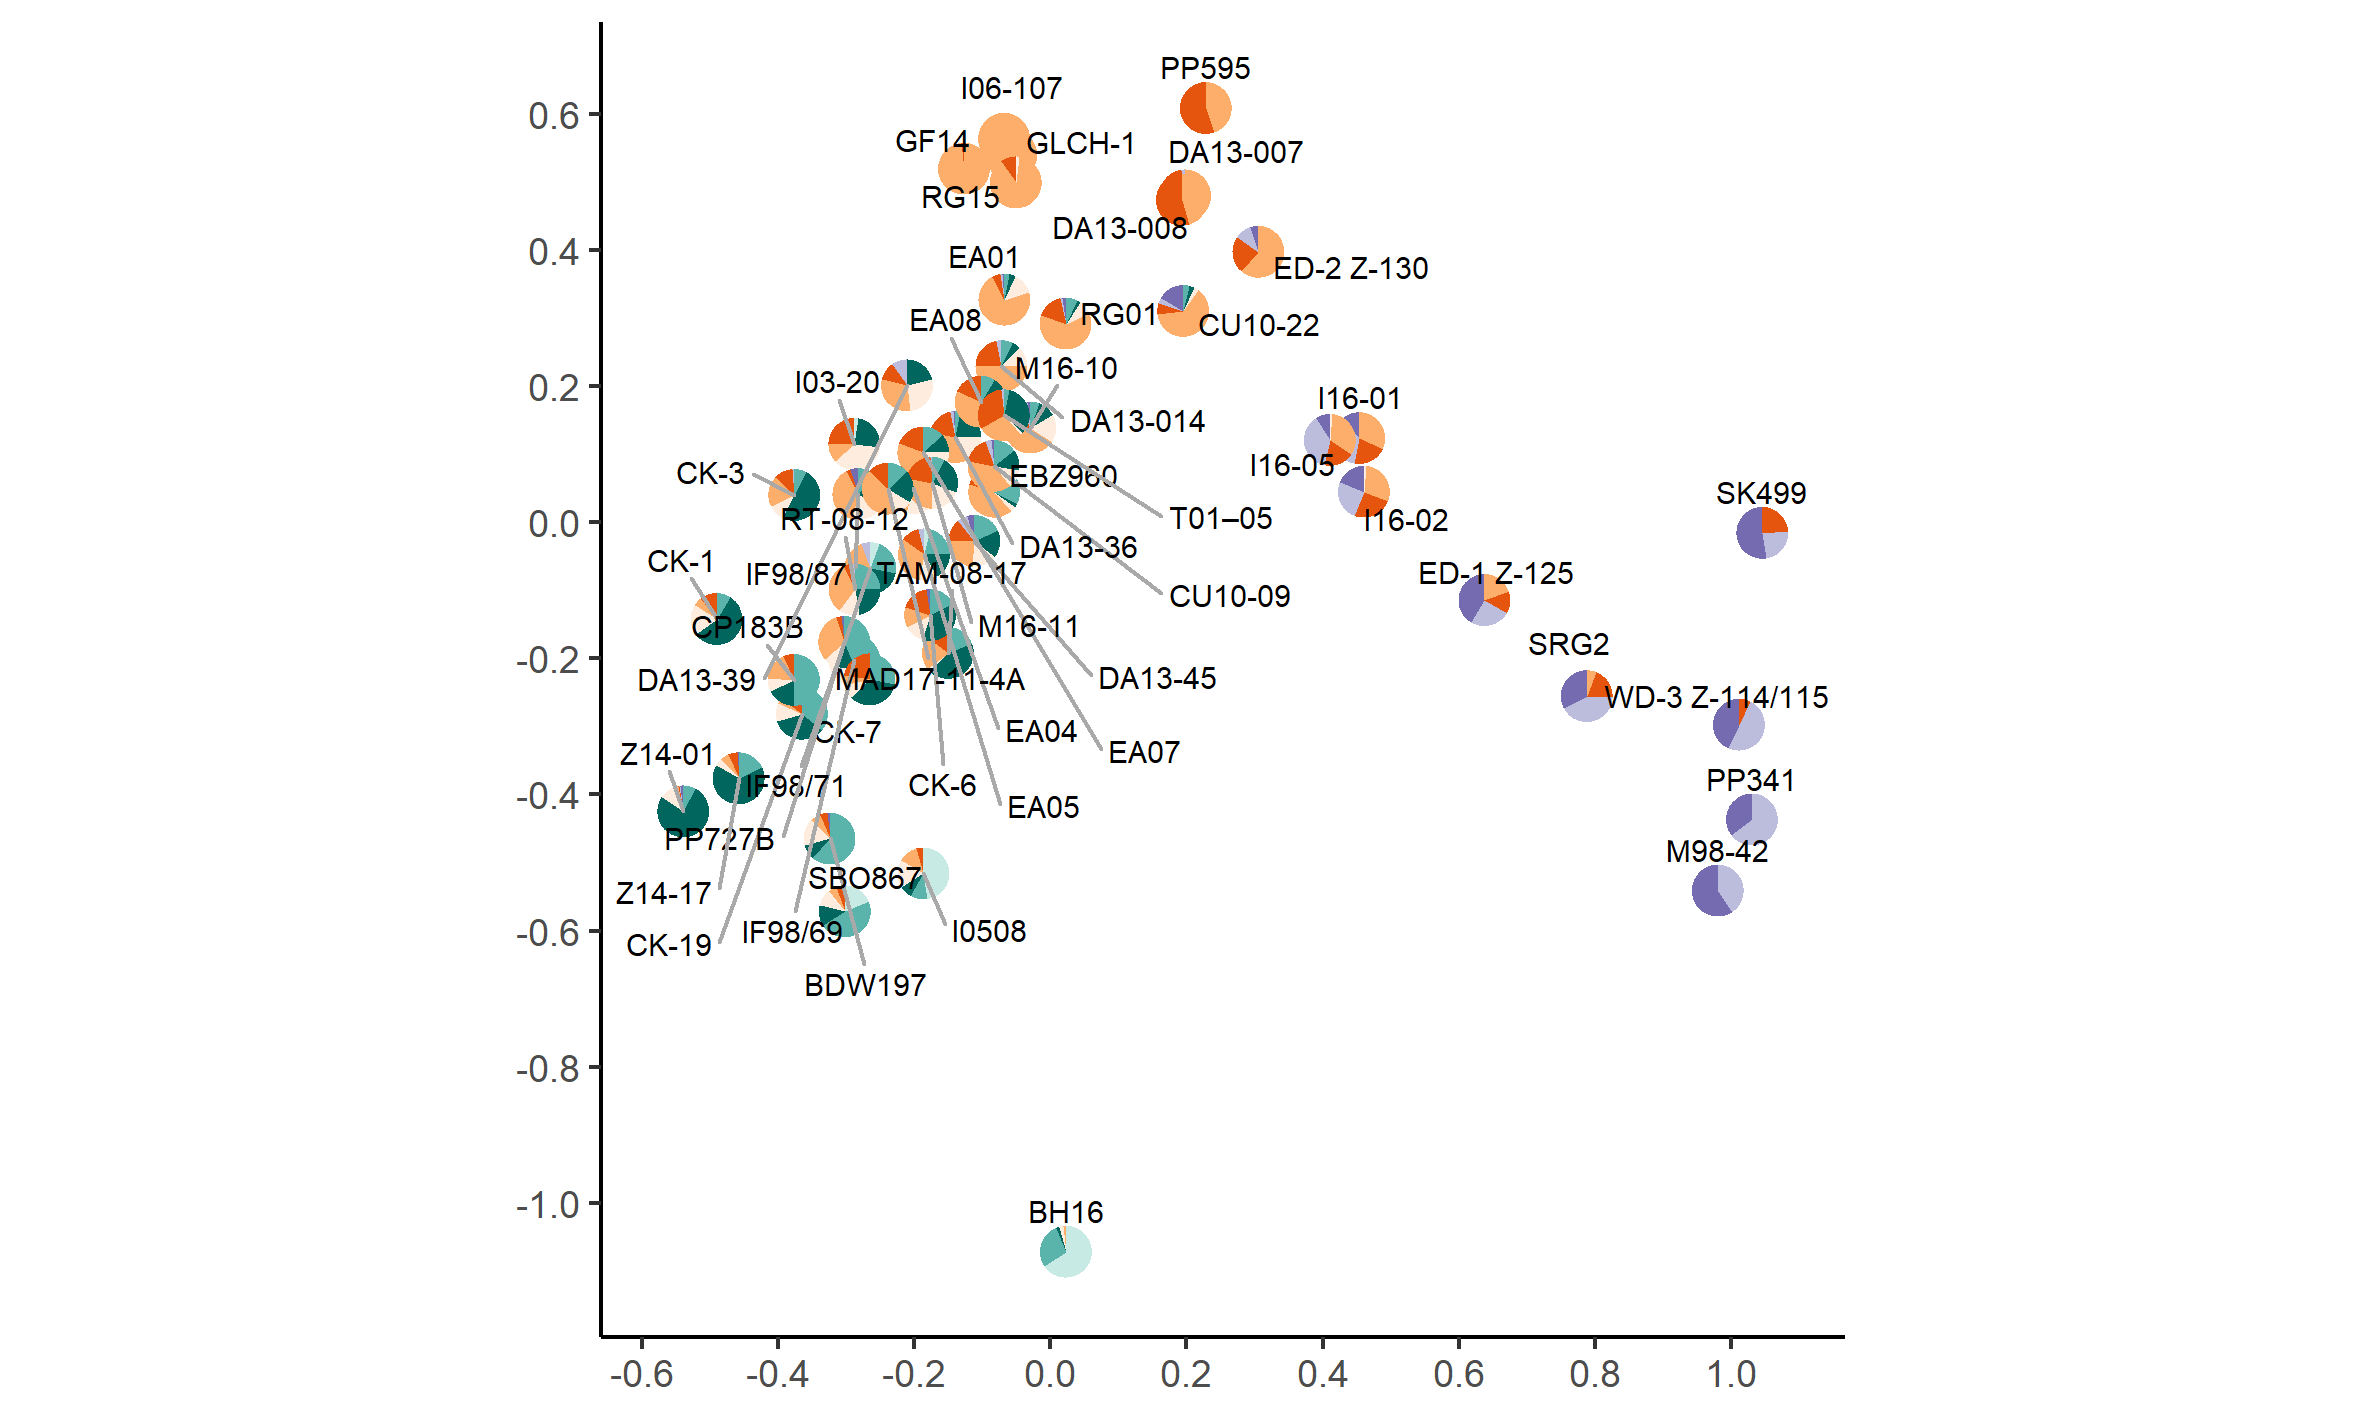 PP595
I06-107
0.6
GF14
GLCH-1
DA13-007
RG15
DA13-008
0.4
EA01
ED-2 Z-130
EA08
RG01
CU10-22
M16-10
I03-20
0.2
I16-01
DA13-014
I16-05
CK-3
EBZ960
SK499
RT-08-12
T01–05
I16-02
0.0
DA13-36
CK-1
IF98/87
TAM-08-17
ED-1 Z-125
CU10-09
CP183B
M16-11
SRG2
-0.2
DA13-39
MAD17-11-4A
DA13-45
WD-3 Z-114/115
CK-7
EA04
EA07
Z14-01
PP341
IF98/71
CK-6
-0.4
EA05
PP727B
M98-42
SBO867
Z14-17
IF98/69
I0508
-0.6
CK-19
BDW197
-0.8
-1.0
BH16
-0.6 -0.4 -0.2 0.0 0.2 0.4 0.6 0.8 1.0